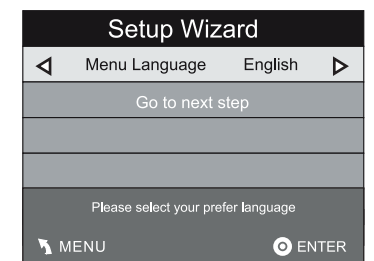 Setup Wizard
Menu Language English
Go to next step
Please select your prefer language
MENU ENTER